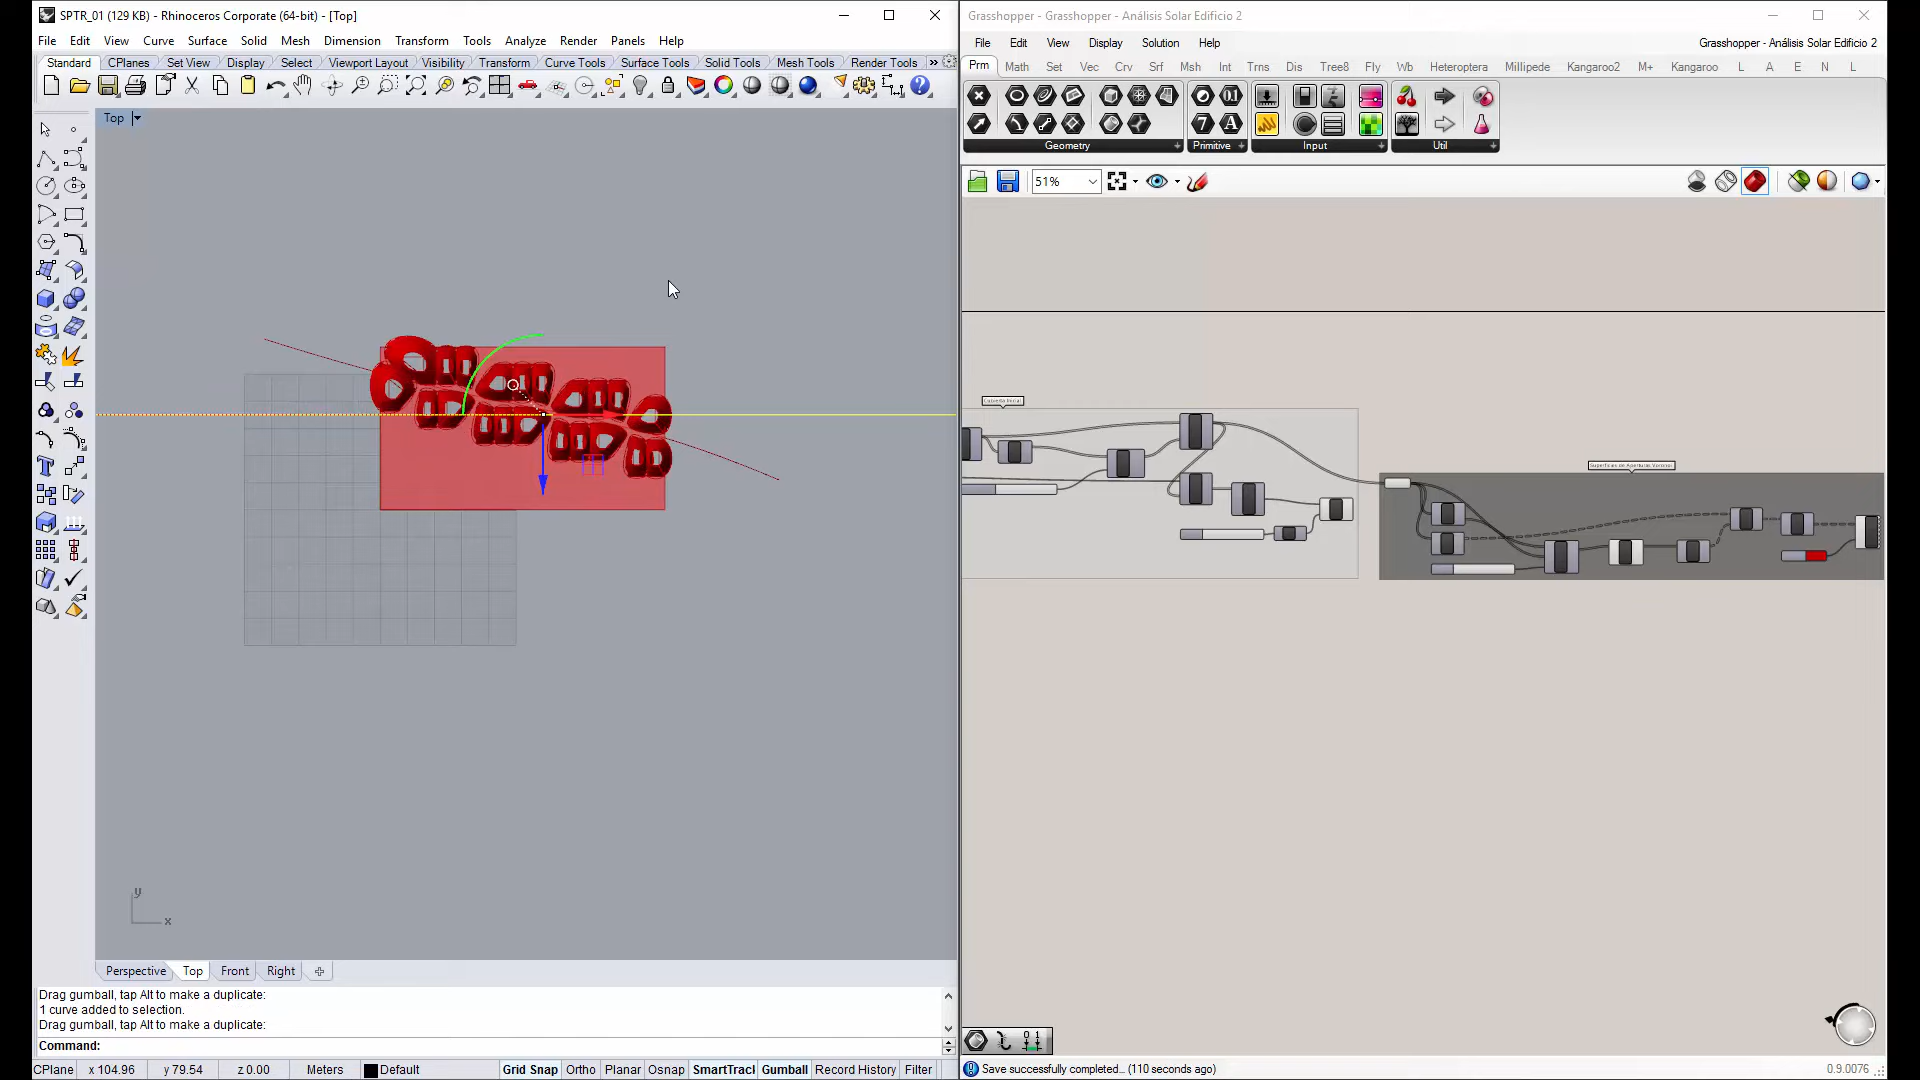 SPTR_01 (129 KB) - Rhinoceros Corporate (64-bit) - [Top]
File Edit View Curve Surface Solid Mesh Dimension Transform Tools Analyze Render Panels Help
Standard CPlanes Set View Display Select Viewport Layout Visibility Transform Curve Tools Surface Tools Solid Tools Mesh Tools Render Tools »
Top
y
x
Perspective Top Front Right
Drag gumball, tap Alt to make a duplicate:
1 curve added to selection.
Drag gumball, tap Alt to make a duplicate:
Command:
CPlane x 104.96 y 79.54 z 0.00 Meters Default Grid Snap Ortho Planar Osnap SmartTracl Gumball Record History Filter
Grasshopper - Grasshopper - Análisis Solar Edificio 2
File Edit View Display Solution Help Grasshopper - Análisis Solar Edificio 2
Prm Math Set Vec Crv Srf Msh Int Trns Dis Tree8 Fly Wb Heteroptera Millipede Kangaroo2 M+ Kangaroo L A E N L
Geometry Primitive Input Util
51%
Superficies de Aperturas Voronoi
Save successfully completed... (110 seconds ago) 0.9.0076